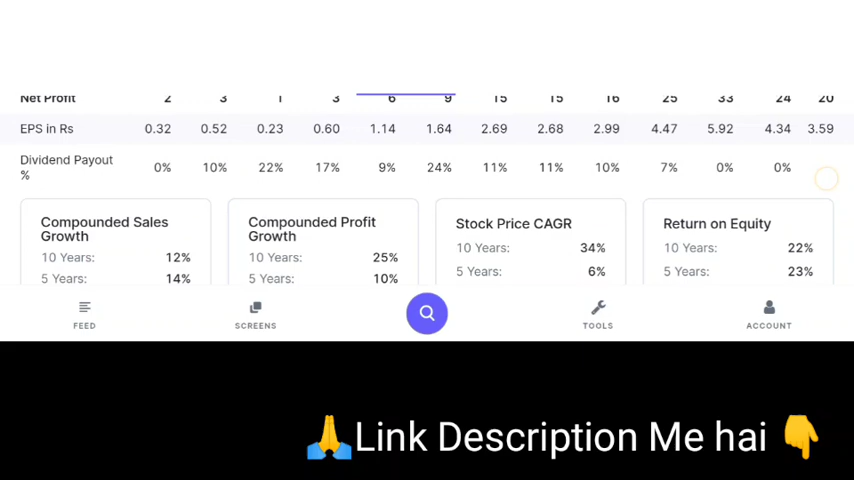 Net Profit 2 3 1 3 6 9 15 15 16 25 33 24 20
EPS in Rs 0.32 0.52 0.23 0.60 1.14 1.64 2.69 2.68 2.99 4.47 5.92 4.34 3.59
Dividend Payout % 0% 10% 22% 17% 9% 24% 11% 11% 10% 7% 0% 0%
Compounded Sales Growth
10 Years: 12%
5 Years: 14%
Compounded Profit Growth
10 Years: 25%
5 Years: 10%
Stock Price CAGR
10 Years: 34%
5 Years: 6%
Return on Equity
10 Years: 22%
5 Years: 23%
FEED
SCREENS
TOOLS
ACCOUNT
🙏Link Description Me hai 👇